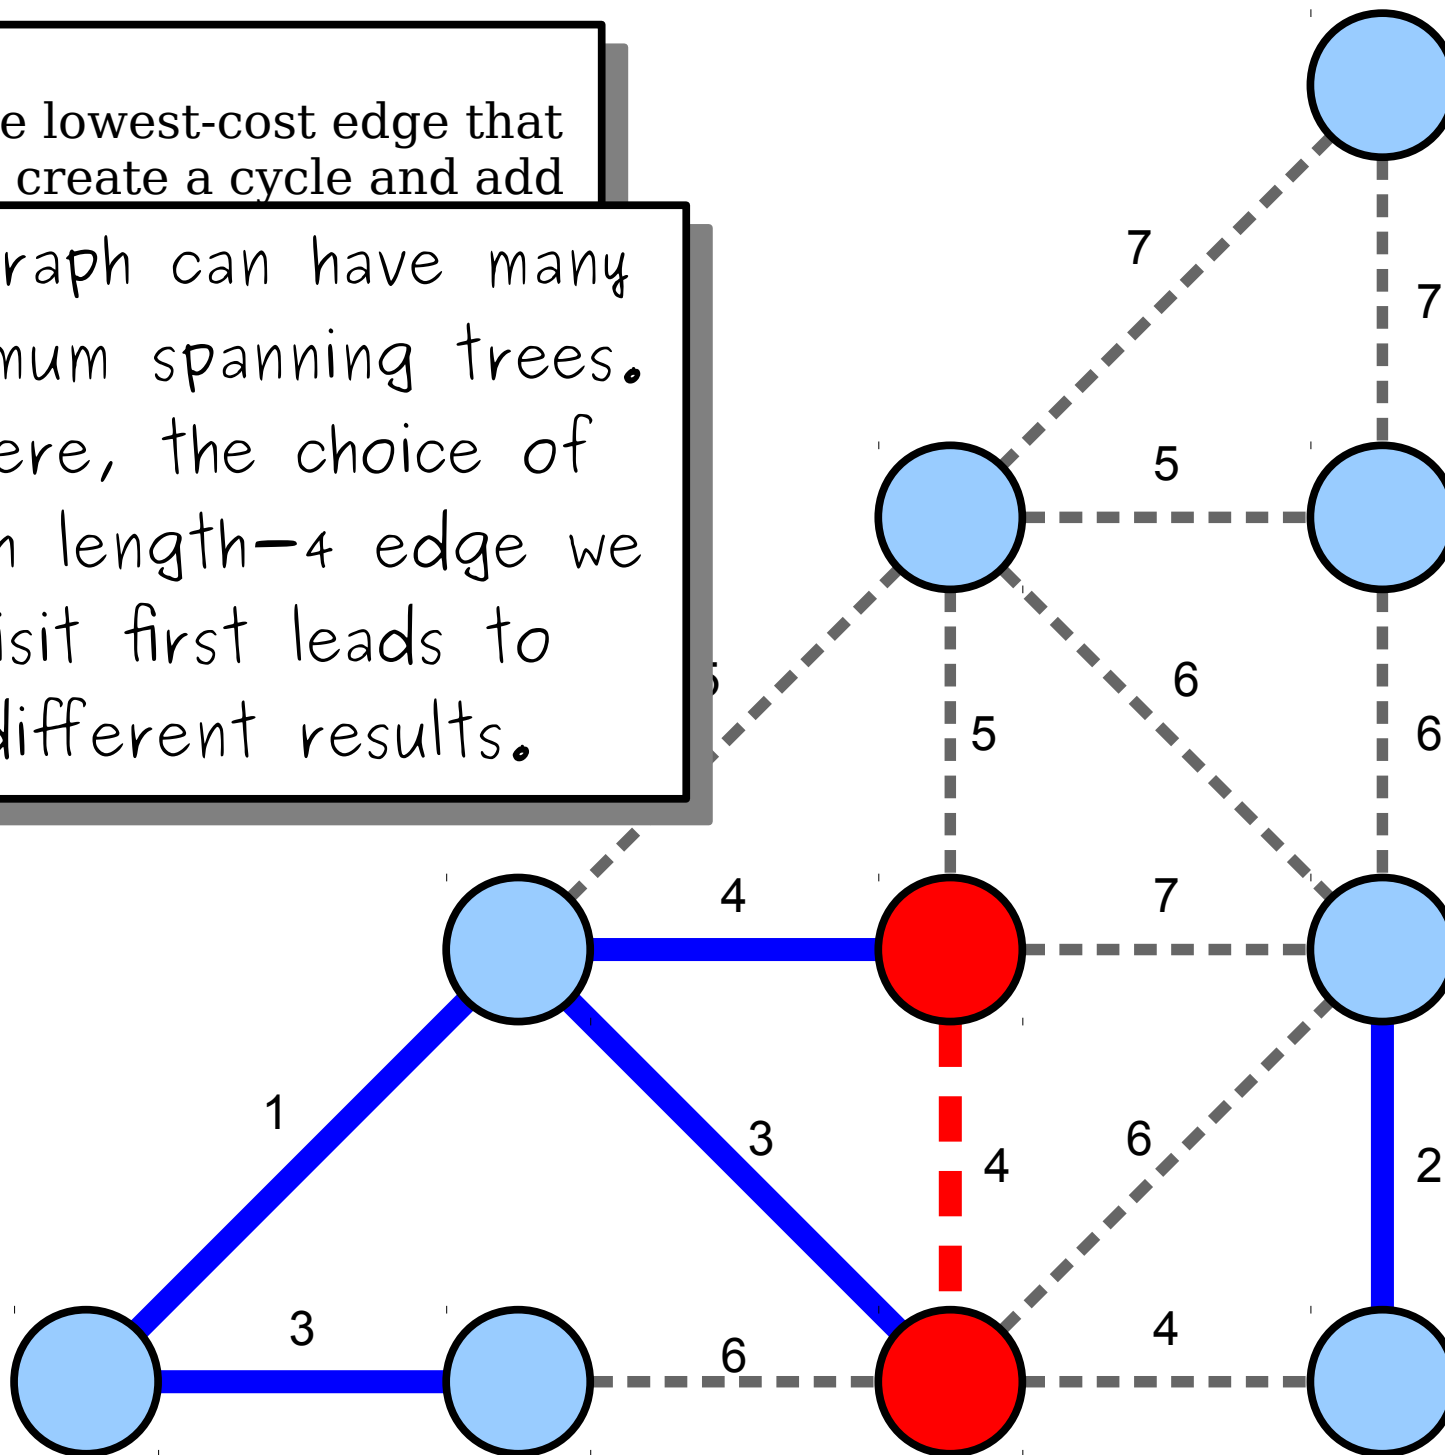 e lowest-cost edge that
create a cycle and add
raph can have many
mum spanning trees.
ere, the choice of
n length-4 edge we
isit first leads to
different results.
7
7
5
5
5
6
6
4
7
1
3
4
6
2
3
6
4